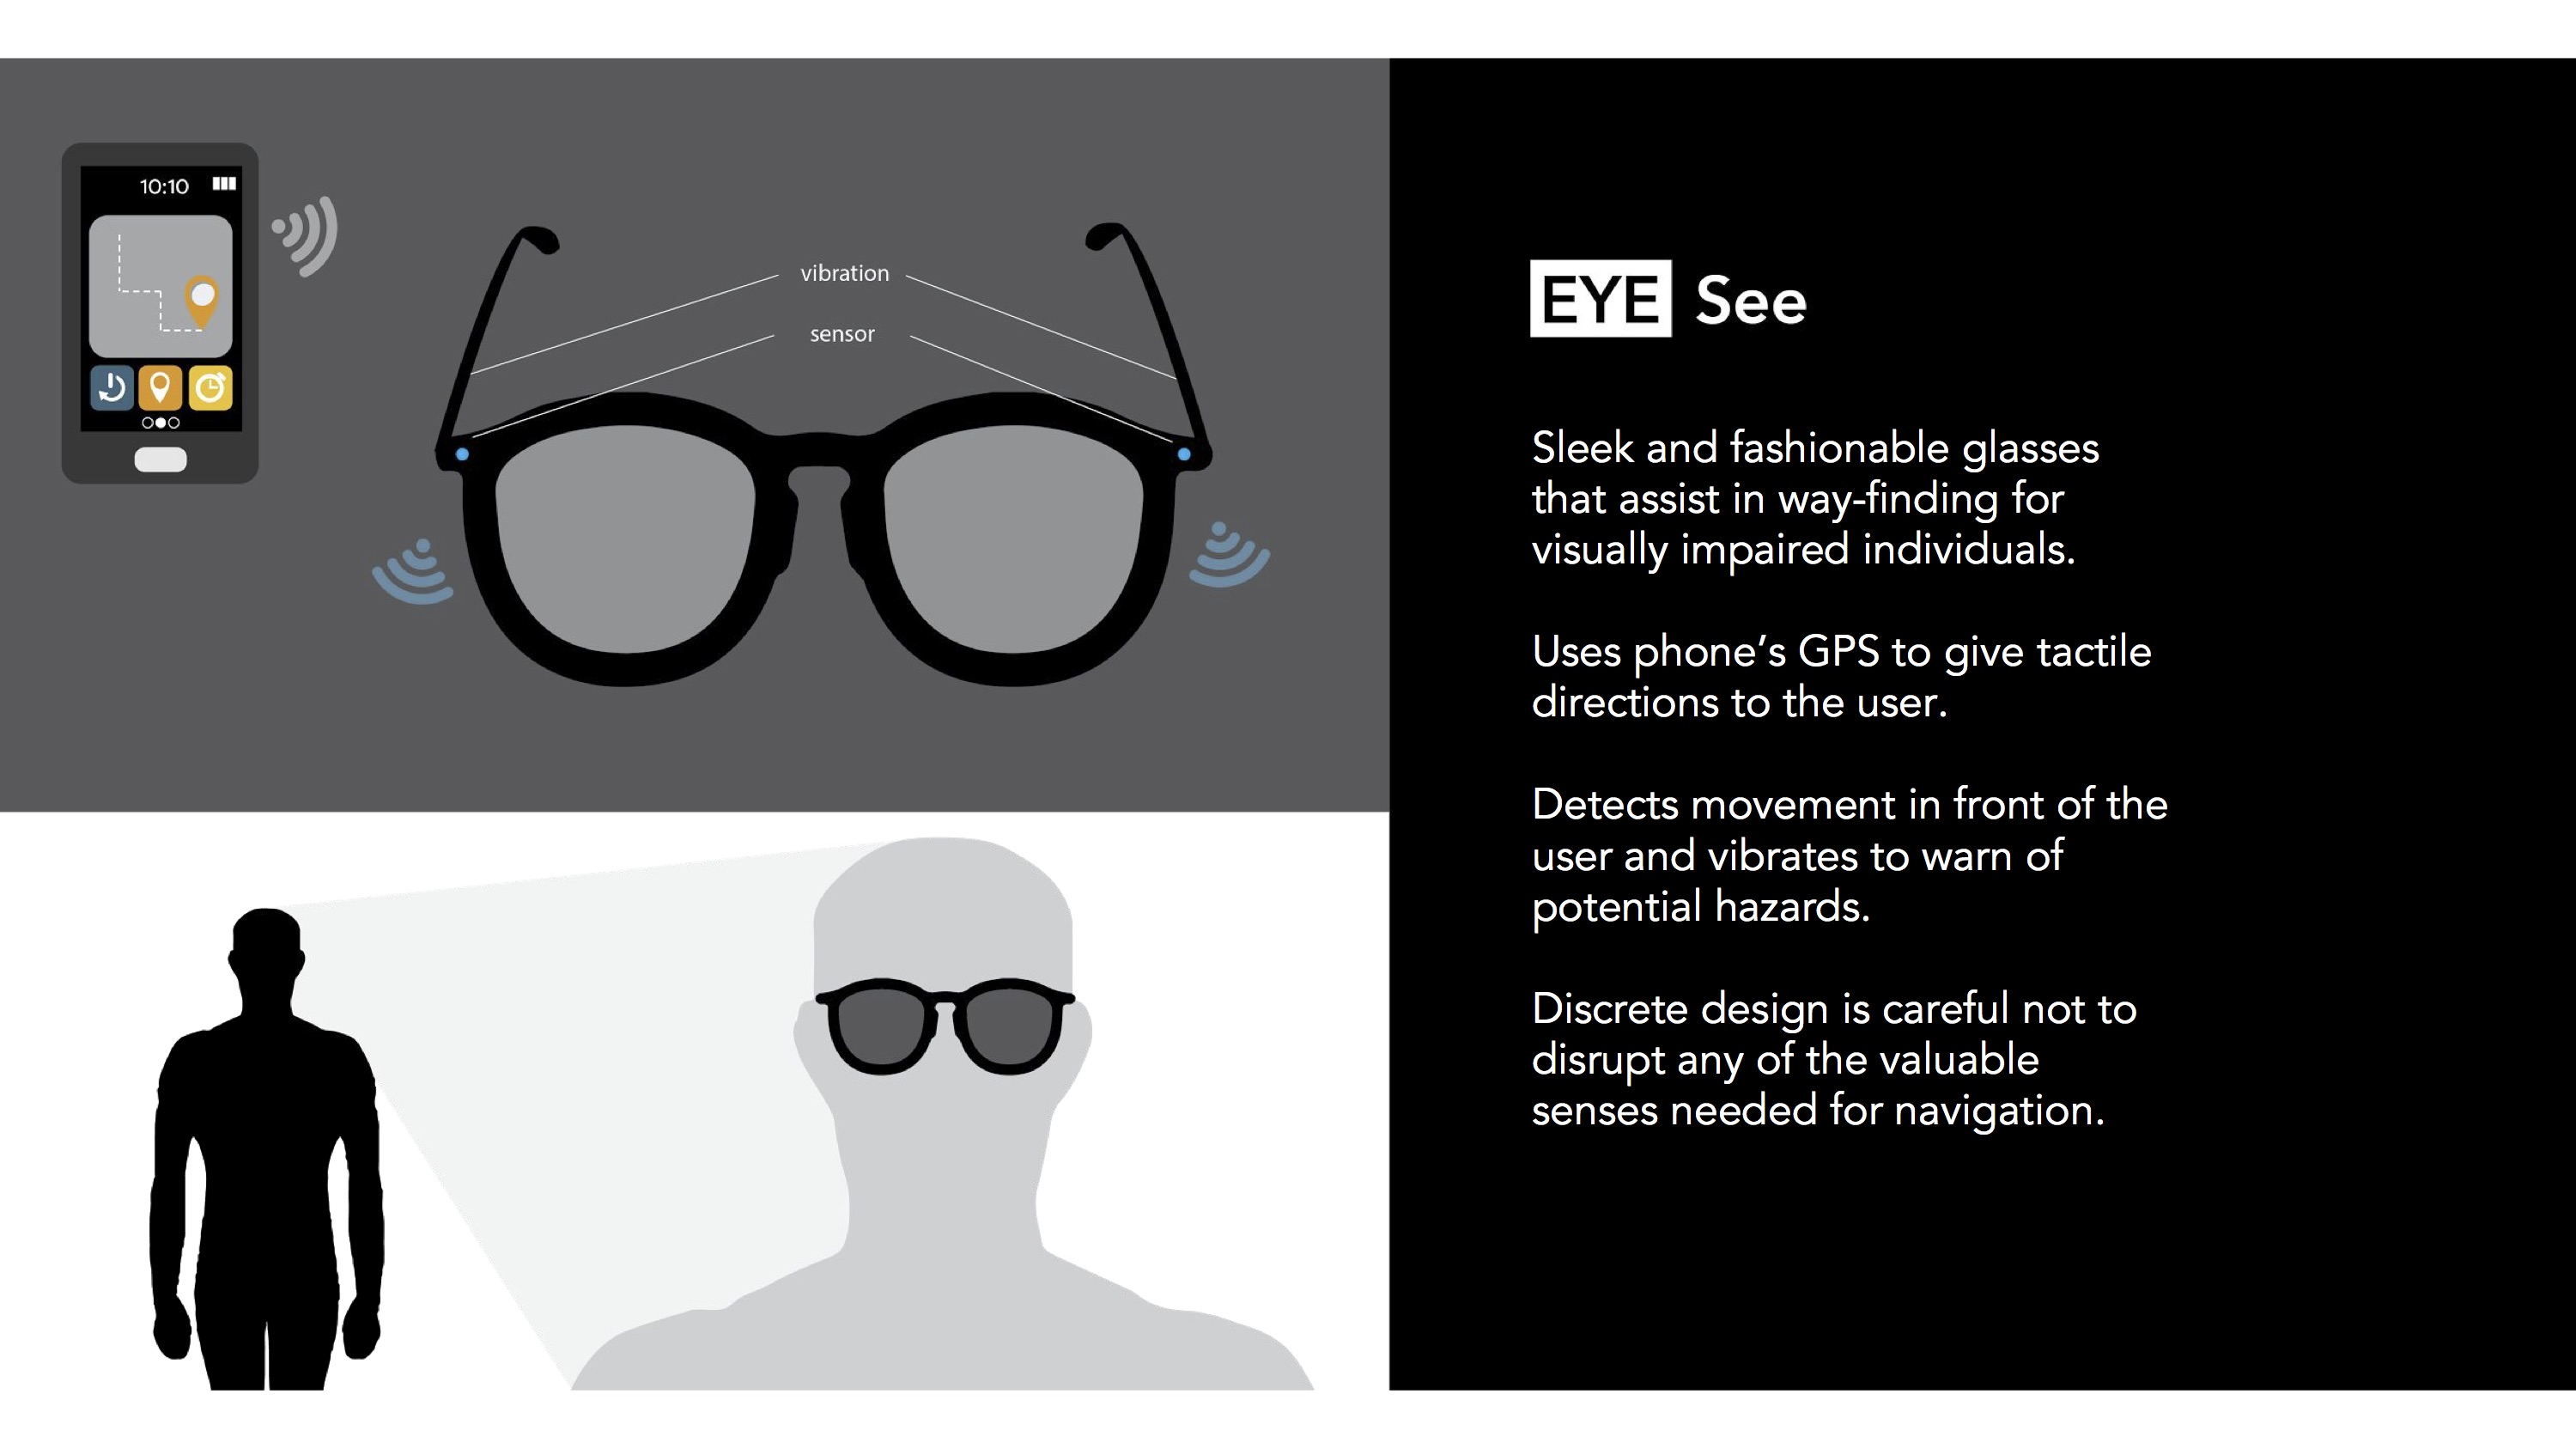 10:10
vibration
sensor
EYE See
Sleek and fashionable glasses
that assist in way-finding for
visually impaired individuals.
Uses phone’s GPS to give tactile
directions to the user.
Detects movement in front of the
user and vibrates to warn of
potential hazards.
Discrete design is careful not to
disrupt any of the valuable
senses needed for navigation.